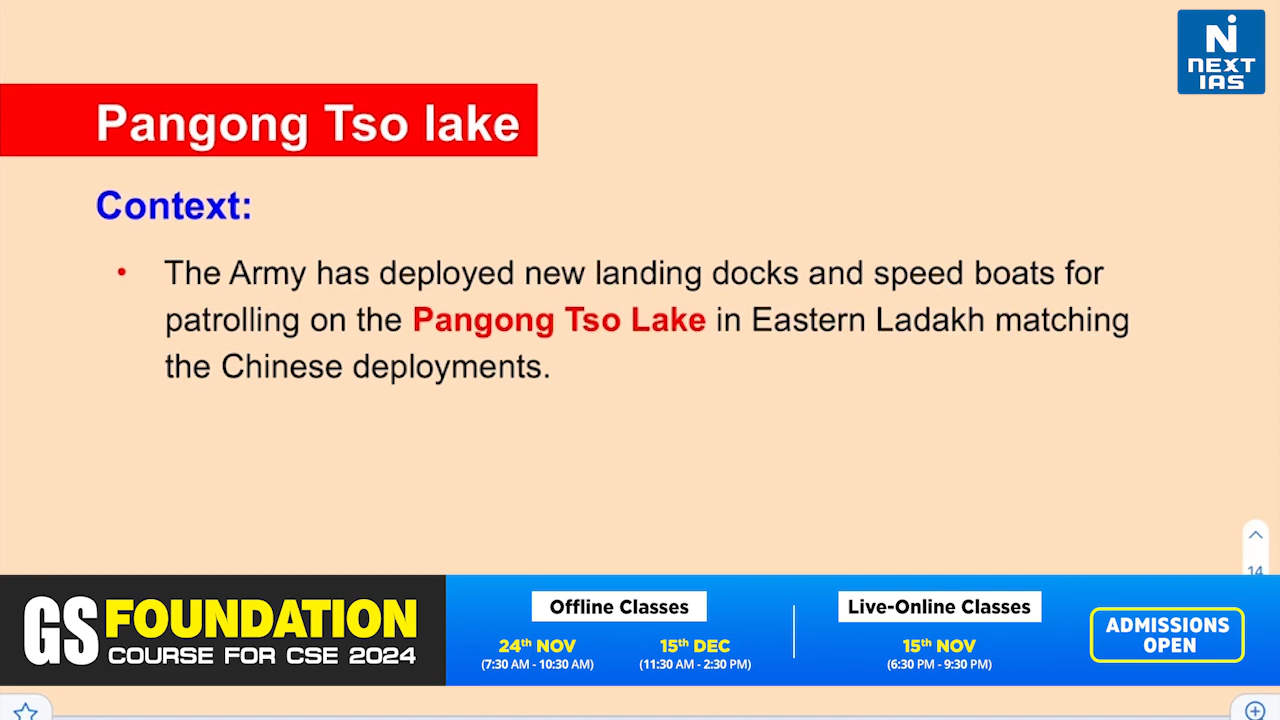 NEXT
IAS
Pangong Tso lake
Context:
• The Army has deployed new landing docks and speed boats for
patrolling on the Pangong Tso Lake in Eastern Ladakh matching
the Chinese deployments.
14
GS FOUNDATION
COURSE FOR CSE 2024
Offline Classes
24th NOV
(7:30 AM - 10:30 AM)
15th DEC
(11:30 AM - 2:30 PM)
Live-Online Classes
15th NOV
(6:30 PM - 9:30 PM)
ADMISSIONS
OPEN